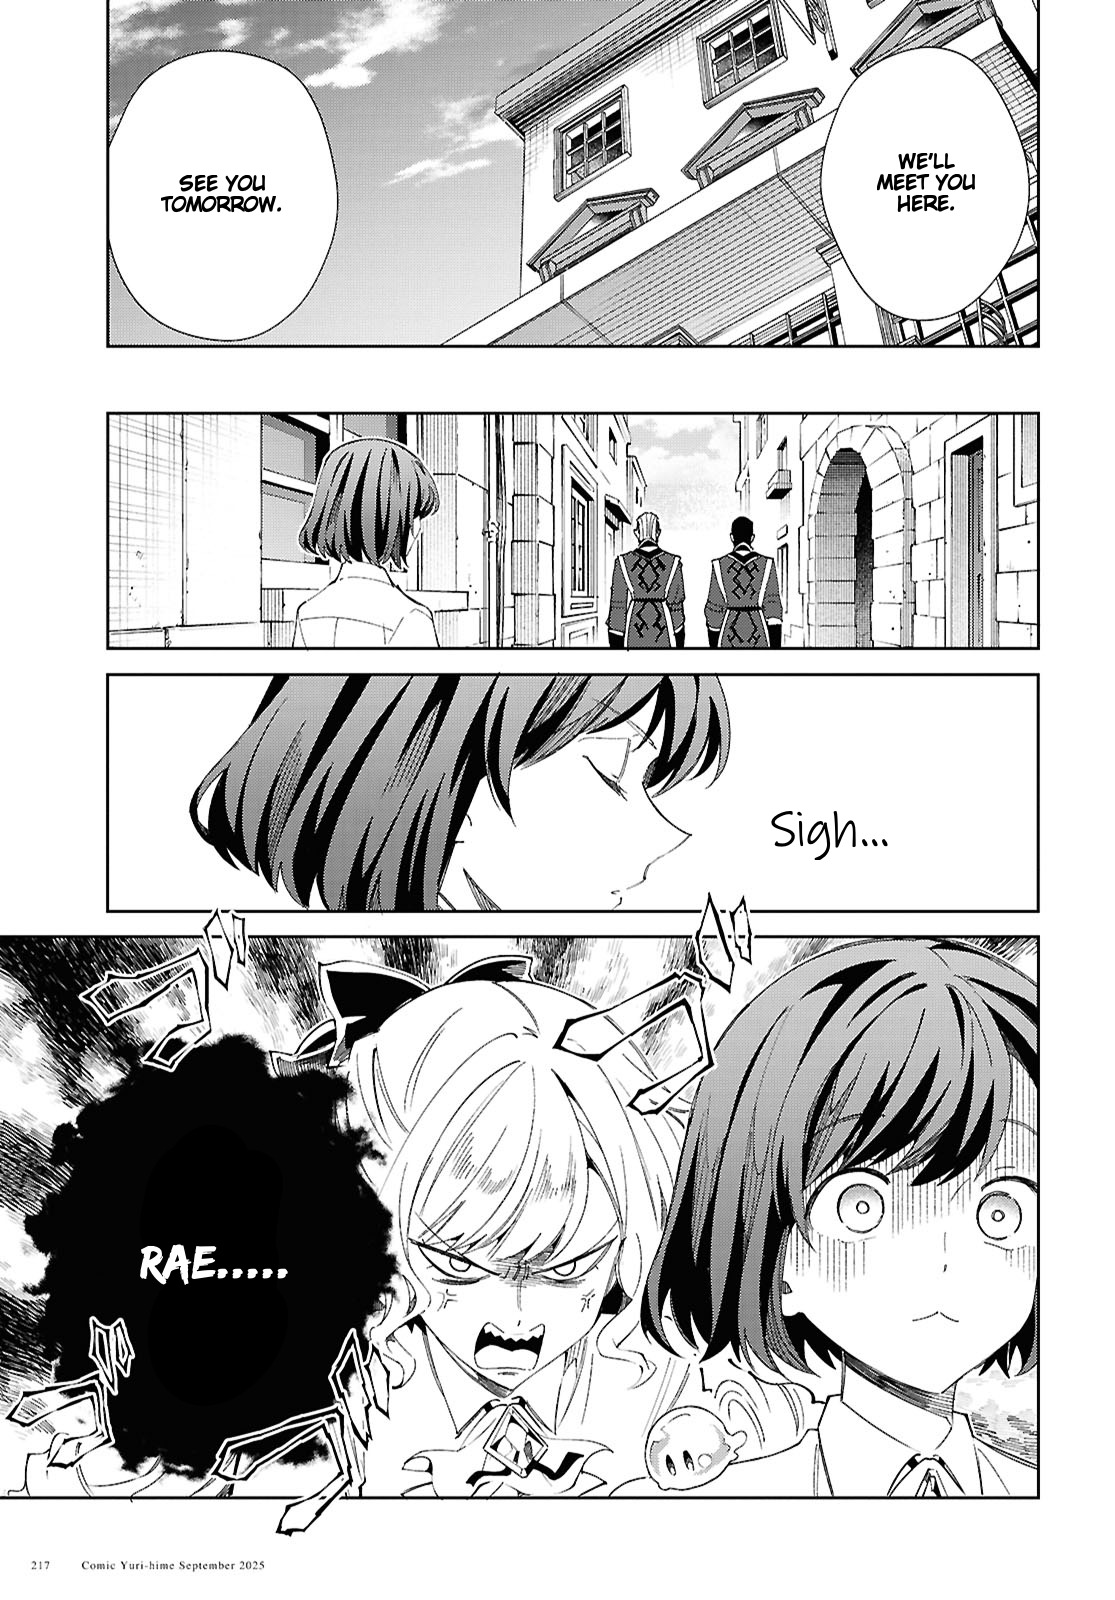 WE'LL
MEET YOU
HERE.
SEE YOU
TOMORROW.
Sigh...
RAE.....
217 Comic Yuri-hime September 2025